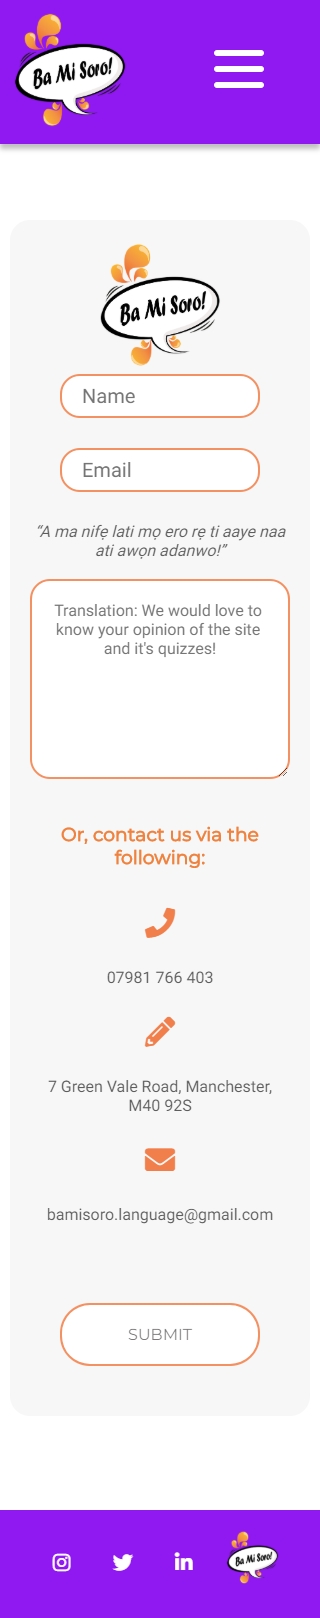 Ba Mi Soro!
Ba Mi Soro!
Name
Email
“A ma nifẹ lati mọ ero rẹ ti aaye naa
ati awọn adanwo!”
Translation: We would love to
know your opinion of the site
and it's quizzes!
Or, contact us via the
following:
07981 766 403
7 Green Vale Road, Manchester,
M40 92S
bamisoro.language@gmail.com
SUBMIT
in
Ba Mi Soro!